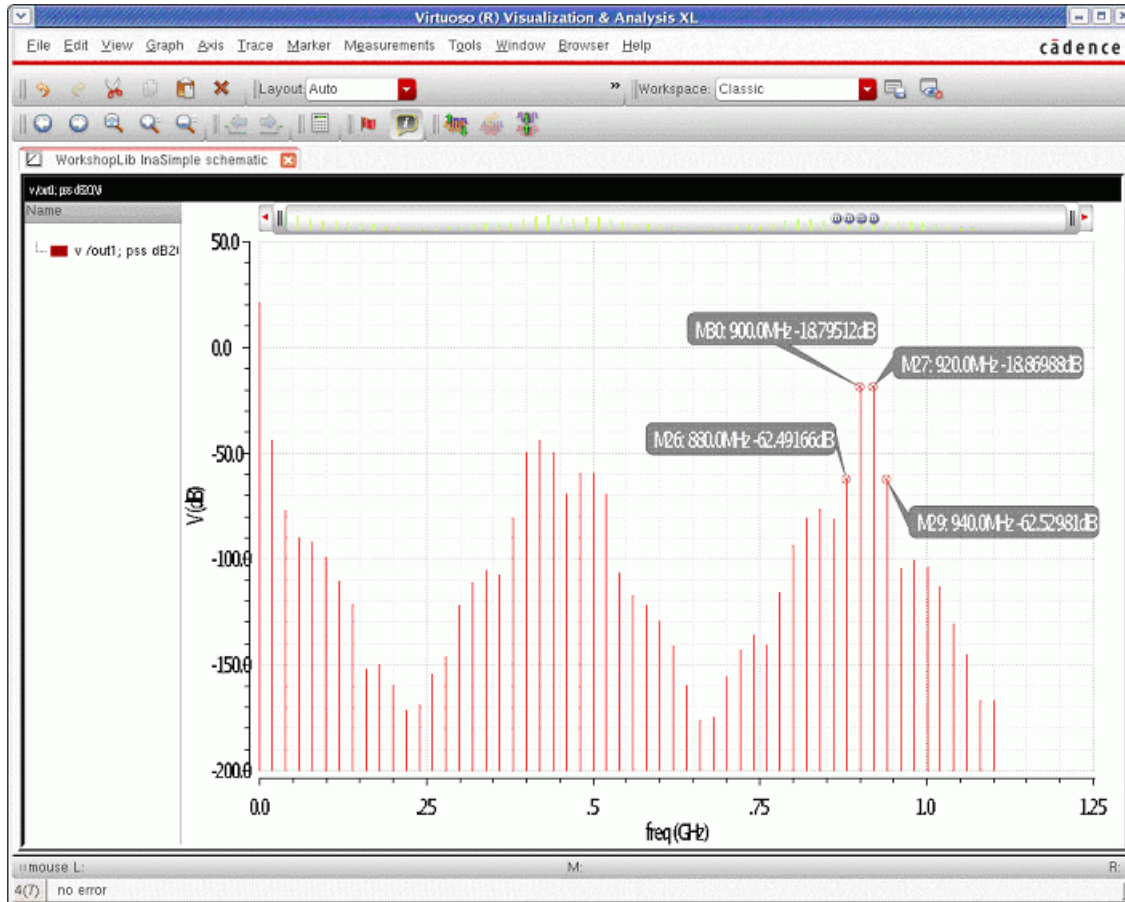 Virtuoso (R) Visualization & Analysis XL
File Edit View Graph Axis Trace Marker Measurements Tools Window Browser Help
cādence
Layout: Auto
» Workspace: Classic
WorkshopLib lnaSimple schematic
Name
v /out1; pss dB2
50.0
0.0
-50.0
-100.0
-150.0
-200.0
V (dB)
M30: 900.0MHz -18.79512dB
M27: 920.0MHz -18.86988dB
M26: 880.0MHz -62.49166dB
M29: 940.0MHz -62.52981dB
0.0 .25 .5 .75 1.0 1.25
freq (GHz)
mouse L: M: R:
4(7) no error